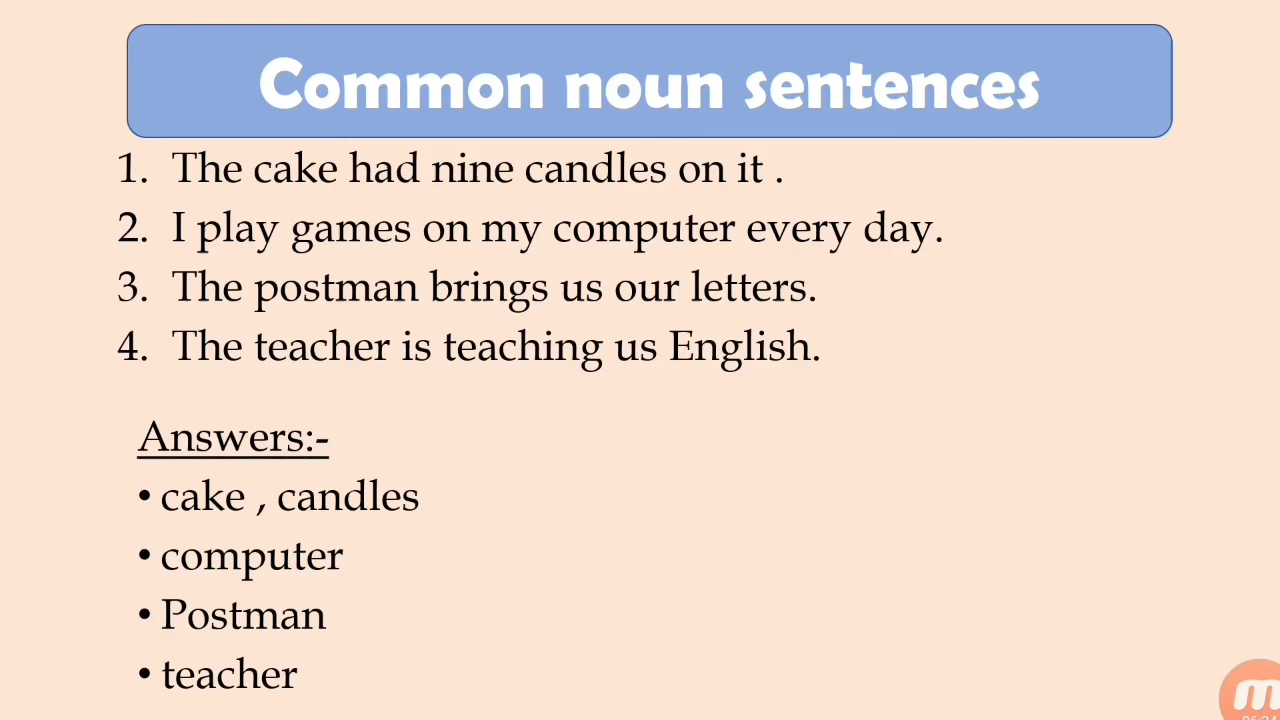 Common noun sentences
1. The cake had nine candles on it .
2. I play games on my computer every day.
3. The postman brings us our letters.
4. The teacher is teaching us English.
Answers:-
• cake , candles
• computer
• Postman
• teacher